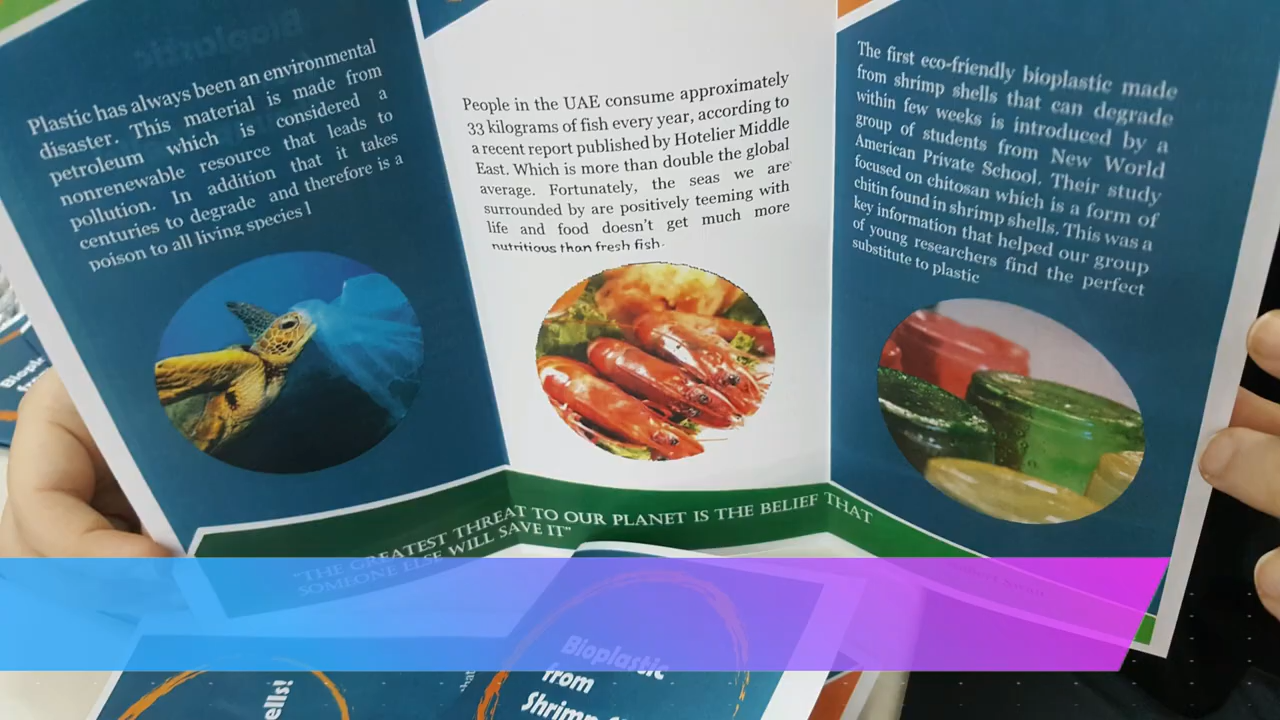 Plastic has always been an environmental
disaster. This material is made from
petroleum which is considered a
nonrenewable resource that leads to
pollution. In addition that it takes
centuries to degrade and therefore is a
poison to all living species !
People in the UAE consume approximately
33 kilograms of fish every year, according to
a recent report published by Hotelier Middle
East. Which is more than double the global
average. Fortunately, the seas we are
surrounded by are positively teeming with
life and food doesn't get much more
nutritious than fresh fish.
The first eco-friendly bioplastic made
from shrimp shells that can degrade
within few weeks is introduced by a
group of students from New World
American Private School. Their study
focused on chitosan which is a form of
chitin found in shrimp shells. This was a
key information that helped our group
of young researchers find the perfect
substitute to plastic
"THE GREATEST THREAT TO OUR PLANET IS THE BELIEF THAT
SOMEONE ELSE WILL SAVE IT"
Bioplastic
from
Shrimp